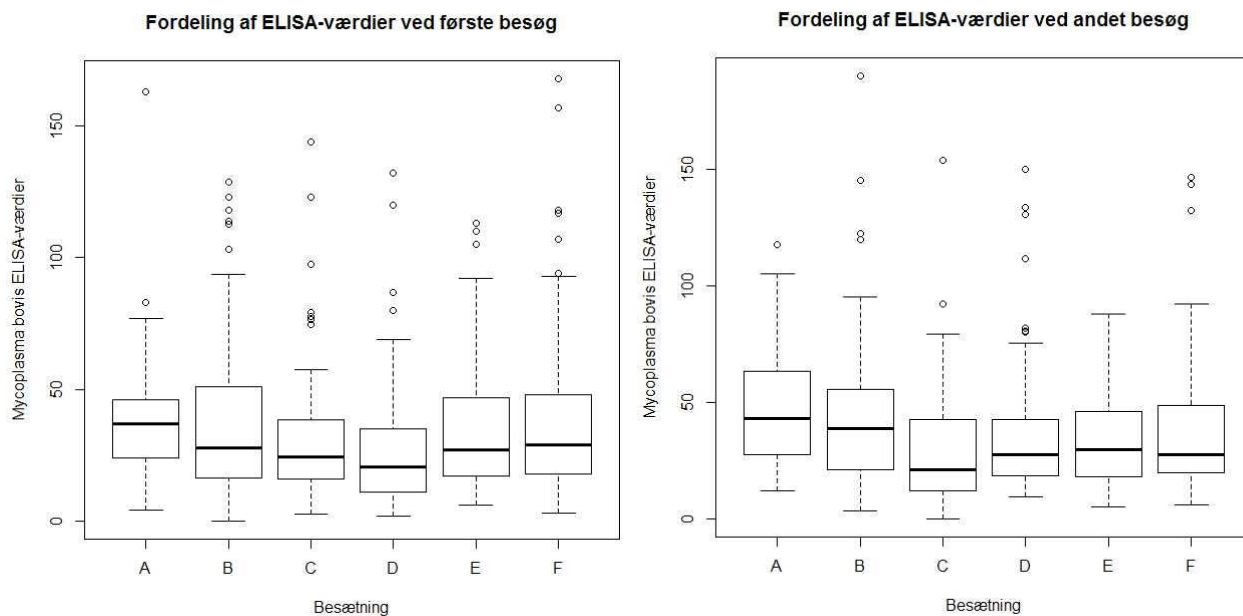 Fordeling af ELISA-værdier ved første besøg
Mycoplasma bovis ELISA-værdier
150
100
50
0
A B C D E F
Besætning
Fordeling af ELISA-værdier ved andet besøg
Mycoplasma bovis ELISA-værdier
150
100
50
0
A B C D E F
Besætning